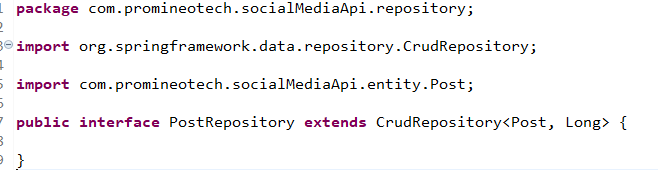 package com.promineotech.socialMediaApi.repository;
import org.springframework.data.repository.CrudRepository;
import com.promineotech.socialMediaApi.entity.Post;
public interface PostRepository extends CrudRepository<Post, Long> {
}